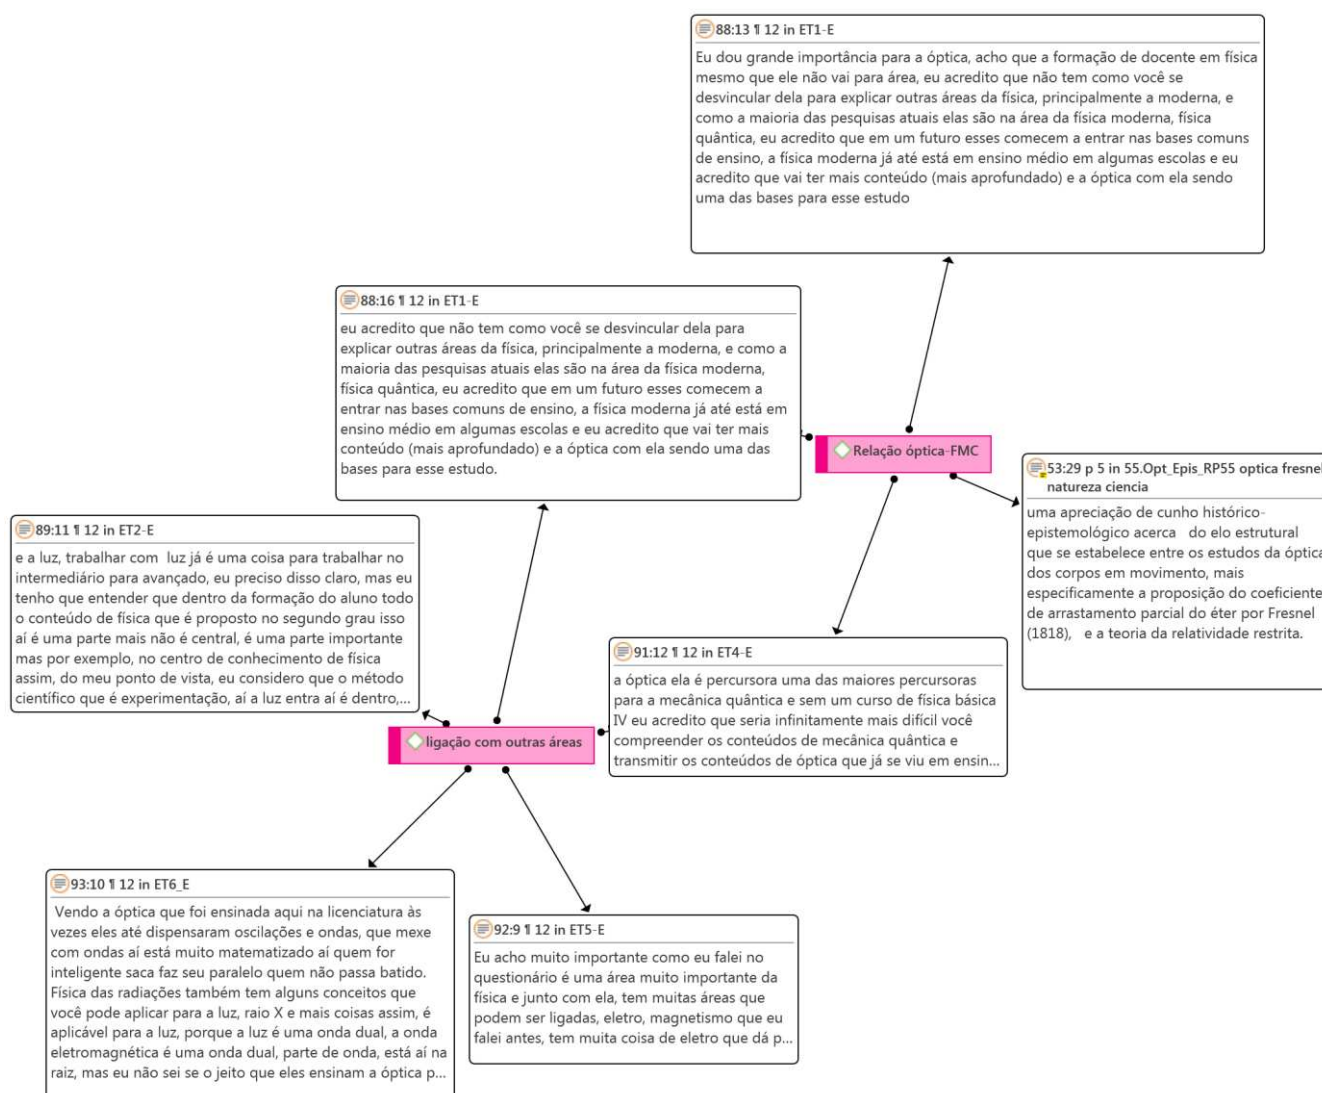 88:13 ¶ 12 in ET1-E
Eu dou grande importância para a óptica, acho que a formação de docente em física
mesmo que ele não vai para área, eu acredito que não tem como você se
desvincular dela para explicar outras áreas da física, principalmente a moderna, e
como a maioria das pesquisas atuais elas são na área da física moderna, física
quântica, eu acredito que em um futuro esses comecem a entrar nas bases comuns
de ensino, a física moderna já até está em ensino médio em algumas escolas e eu
acredito que vai ter mais conteúdo (mais aprofundado) e a óptica com ela sendo
uma das bases para esse estudo
88:16 ¶ 12 in ET1-E
eu acredito que não tem como você se desvincular dela para
explicar outras áreas da física, principalmente a moderna, e como a
maioria das pesquisas atuais elas são na área da física moderna,
física quântica, eu acredito que em um futuro esses comecem a
entrar nas bases comuns de ensino, a física moderna já até está em
ensino médio em algumas escolas e eu acredito que vai ter mais
conteúdo (mais aprofundado) e a óptica com ela sendo uma das
bases para esse estudo.
Relação óptica-FMC
53:29 p 5 in 55.Opt_Epis_RP55 optica fresnel
natureza ciencia
uma apreciação de cunho histórico-
epistemológico acerca do elo estrutural
que se estabelece entre os estudos da óptica
dos corpos em movimento, mais
especificamente a proposição do coeficiente
de arrastamento parcial do éter por Fresnel
(1818), e a teoria da relatividade restrita.
89:11 ¶ 12 in ET2-E
e a luz, trabalhar com luz já é uma coisa para trabalhar no
intermediário para avançado, eu preciso disso claro, mas eu
tenho que entender que dentro da formação do aluno todo
o conteúdo de física que é proposto no segundo grau isso
aí é uma parte mais não é central, é uma parte importante
mas por exemplo, no centro de conhecimento de física
assim, do meu ponto de vista, eu considero que o método
científico que é experimentação, aí a luz entra aí é dentro,...
91:12 ¶ 12 in ET4-E
a óptica ela é percursora uma das maiores percursoras
para a mecânica quântica e sem um curso de física básica
IV eu acredito que seria infinitamente mais difícil você
compreender os conteúdos de mecânica quântica e
transmitir os conteúdos de óptica que já se viu em ensin...
ligação com outras áreas
93:10 ¶ 12 in ET6_E
Vendo a óptica que foi ensinada aqui na licenciatura às
vezes eles até dispensaram oscilações e ondas, que mexe
com ondas aí está muito matematizado aí quem for
inteligente saca faz seu paralelo quem não passa batido.
Física das radiações também tem alguns conceitos que
você pode aplicar para a luz, raio X e mais coisas assim, é
aplicável para a luz, porque a luz é uma onda dual, a onda
eletromagnética é uma onda dual, parte de onda, está aí na
raiz, mas eu não sei se o jeito que eles ensinam a óptica p...
92:9 ¶ 12 in ET5-E
Eu acho muito importante como eu falei no
questionário é uma área muito importante da
física e junto com ela, tem muitas áreas que
podem ser ligadas, eletro, magnetismo que eu
falei antes, tem muita coisa de eletro que dá p...